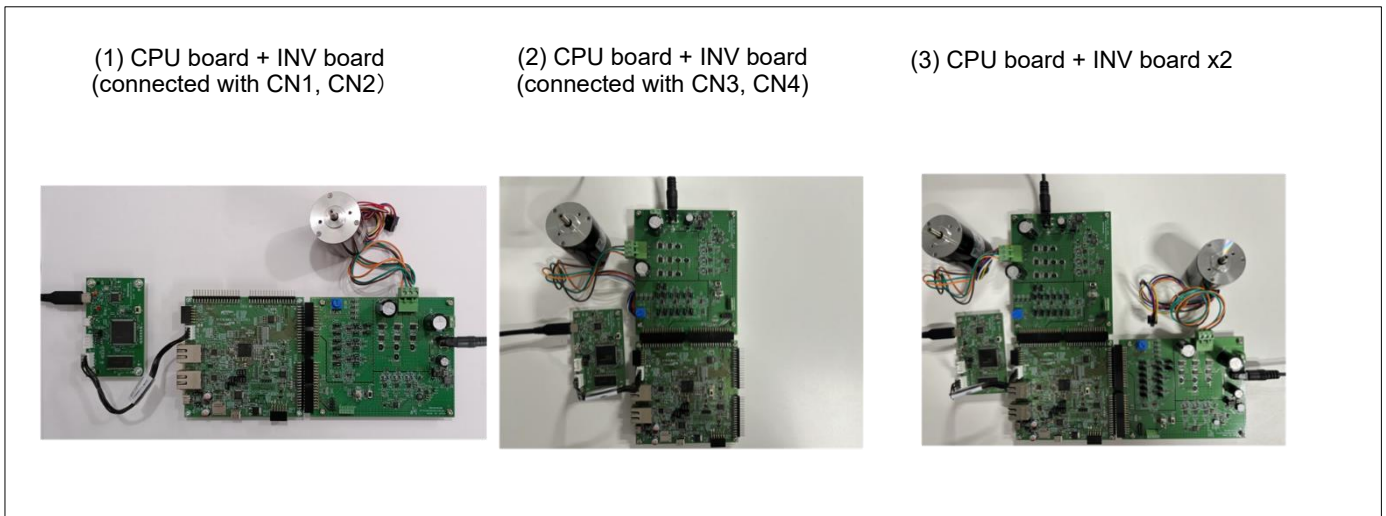 (1) CPU board + INV board
(connected with CN1, CN2）
(2) CPU board + INV board
(connected with CN3, CN4)
(3) CPU board + INV board x2